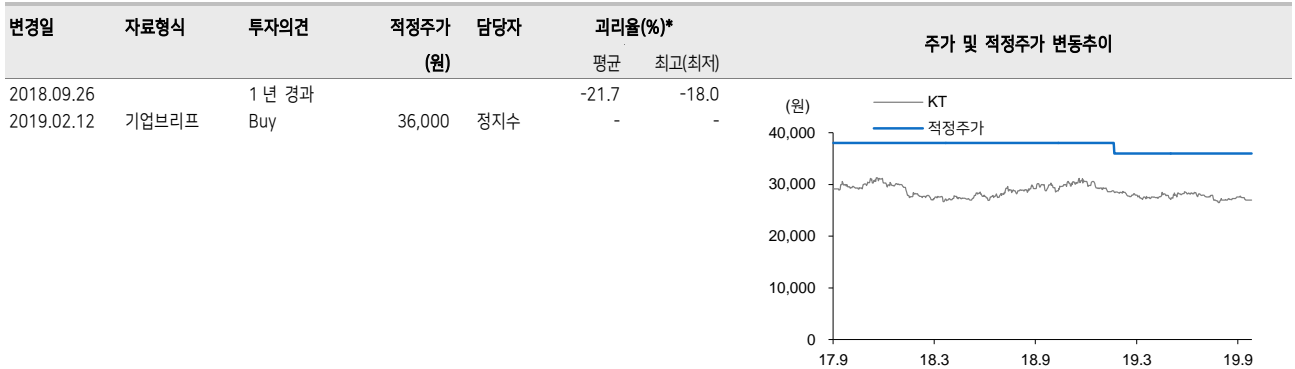 변경일 자료형식 투자의견 적정주가 담당자 괴리율(%)* 주가 및 적정주가 변동추이
(원) 평균 최고(최저)
2018.09.26 1년 경과 -21.7 -18.0
2019.02.12 기업브리프 Buy 36,000 정지수 - -
(원)
KT
적정주가
40,000
30,000
20,000
10,000
0
17.9 18.3 18.9 19.3 19.9